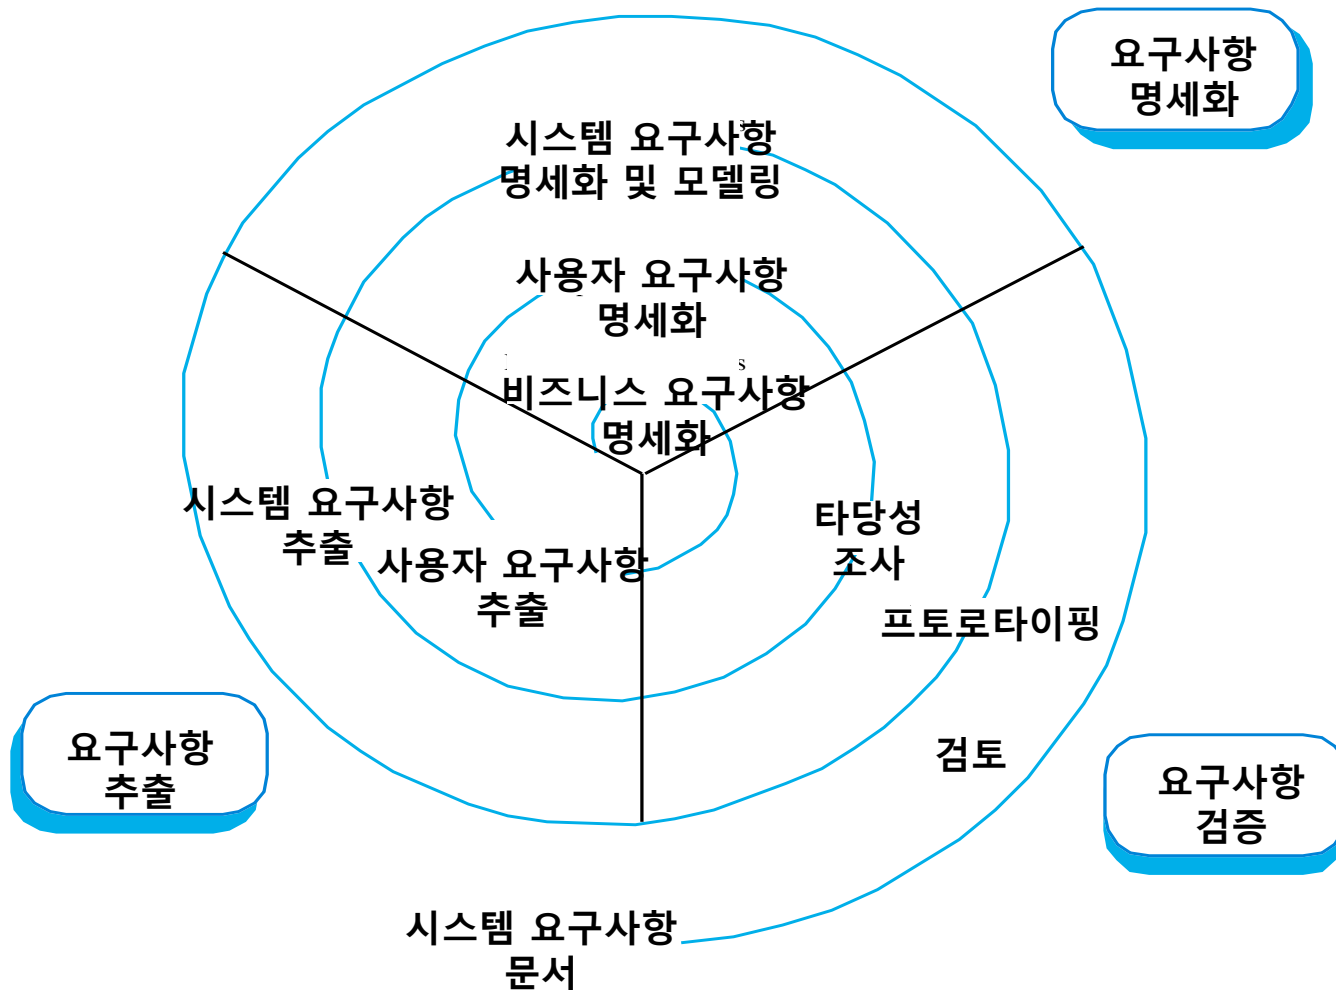 요구사항
명세화
시스템 요구사항
명세화 및 모델링
사용자 요구사항
명세화
비즈니스 요구사항
명세화
시스템 요구사항
추출
사용자 요구사항
추출
타당성
조사
프토로타이핑
검토
요구사항
추출
요구사항
검증
시스템 요구사항
문서